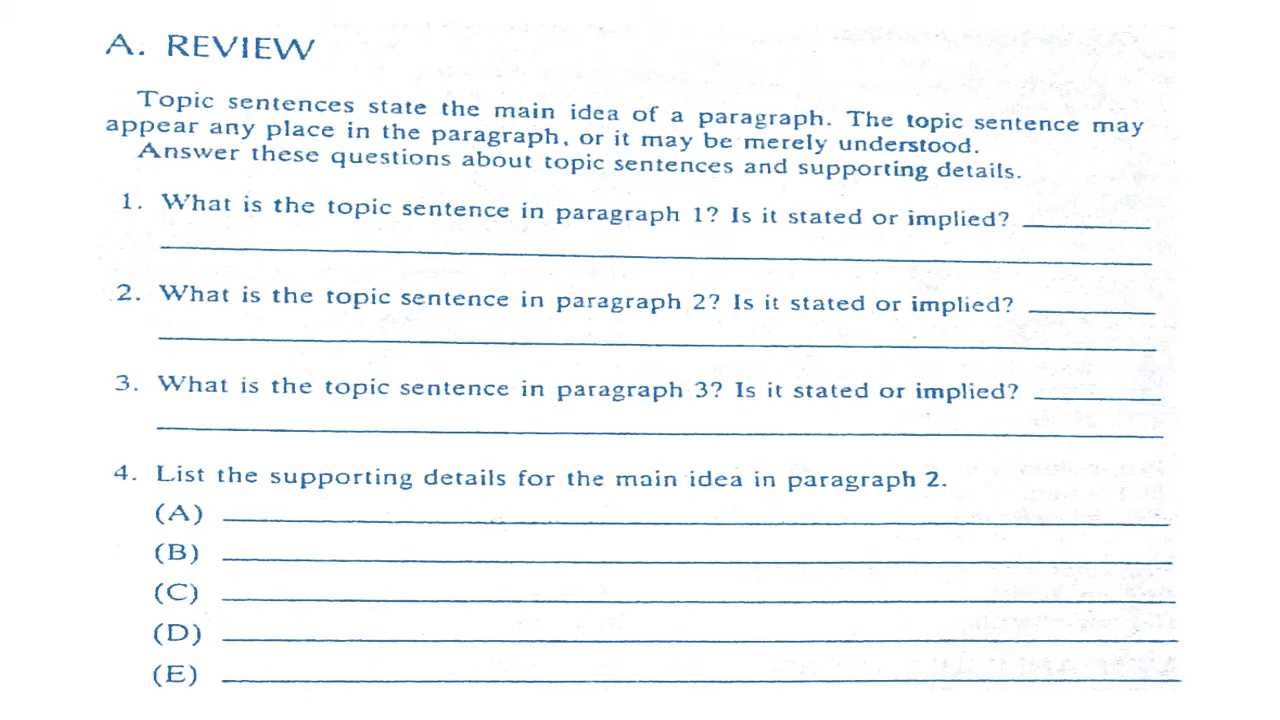 A. REVIEW
Topic sentences state the main idea of a paragraph. The topic sentence may
appear any place in the paragraph, or it may be merely understood.
Answer these questions about topic sentences and supporting details.
1. What is the topic sentence in paragraph 1? Is it stated or implied?
2. What is the topic sentence in paragraph 2? Is it stated or implied?
3. What is the topic sentence in paragraph 3? Is it stated or implied?
4. List the supporting details for the main idea in paragraph 2.
(A)
(B)
(C)
(D)
(E)